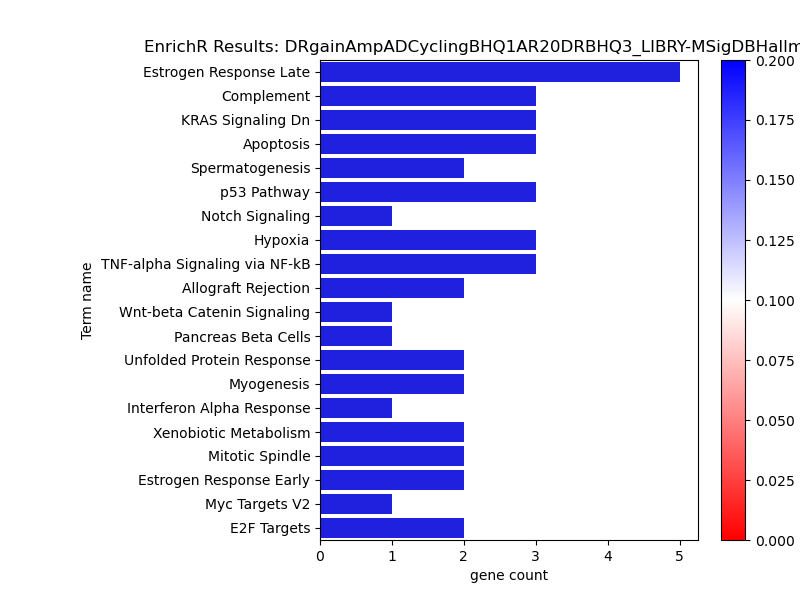 EnrichR Results: DRgainAmpADCyclingBHQ1AR20DRBHQ3_LIBRY-MSigDBHallm
Term name
Estrogen Response Late
Complement
KRAS Signaling Dn
Apoptosis
Spermatogenesis
p53 Pathway
Notch Signaling
Hypoxia
TNF-alpha Signaling via NF-kB
Allograft Rejection
Wnt-beta Catenin Signaling
Pancreas Beta Cells
Unfolded Protein Response
Myogenesis
Interferon Alpha Response
Xenobiotic Metabolism
Mitotic Spindle
Estrogen Response Early
Myc Targets V2
E2F Targets
0 1 2 3 4 5
gene count
0.200
0.175
0.150
0.125
0.100
0.075
0.050
0.025
0.000